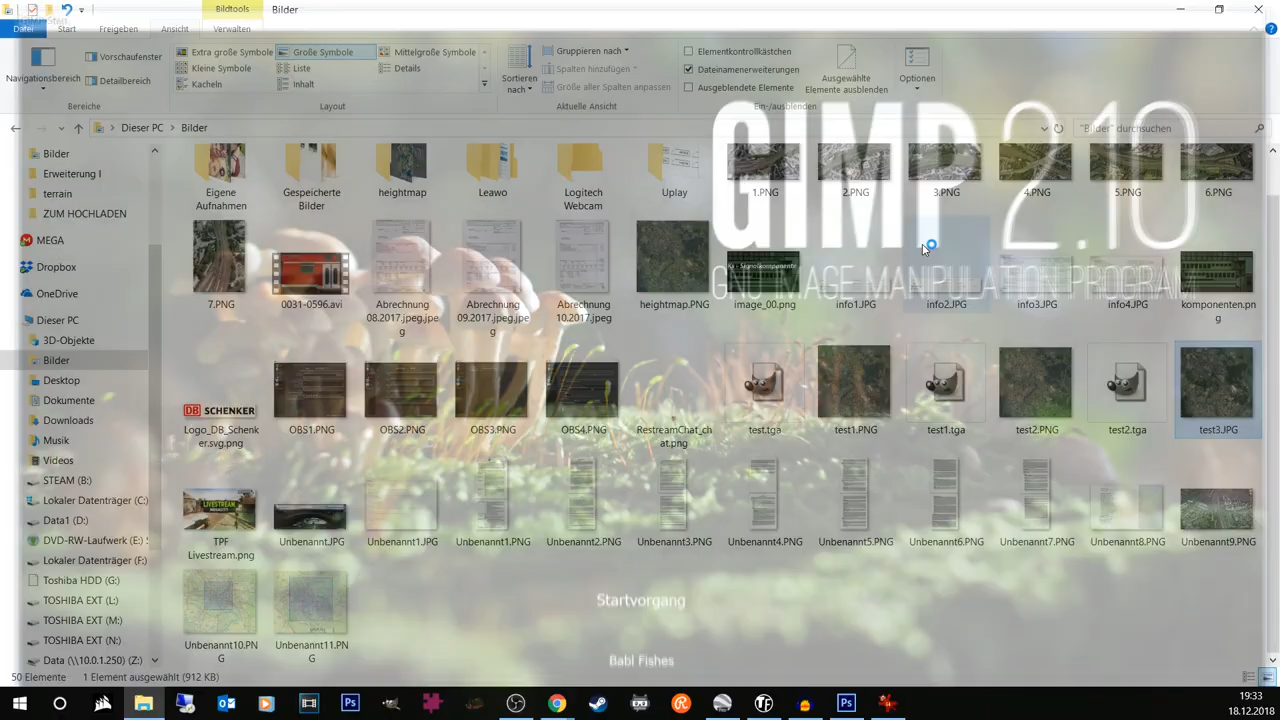 Bildtools
Bilder
GIMP-Start
Datei
Start
Freigeben
Ansicht
Verwalten
Navigationsbereich
Vorschaufenster
Detailbereich
Bereiche
Extra große Symbole
Große Symbole
Mittelgroße Symbole
Kleine Symbole
Liste
Details
Kacheln
Inhalt
Layout
Sortieren nach
Gruppieren nach
Spalten hinzufügen
Größe aller Spalten anpassen
Aktuelle Ansicht
Elementkontrollkästchen
Dateinamenerweiterungen
Ausgeblendete Elemente
Ausgewählte
Elemente ausblenden
Ein-/ausblenden
Optionen
Dieser PC
Bilder
"Bilder" durchsuchen
GIMP 2.10
GNU IMAGE MANIPULATION PROGRAM
Bilder
Erweiterung I
terrain
ZUM HOCHLADEN
MEGA
Dropbox
OneDrive
Dieser PC
3D-Objekte
Bilder
Desktop
Dokumente
Downloads
Musik
Videos
STEAM (B:)
Lokaler Datenträger (C:)
Data1 (D:)
DVD-RW-Laufwerk (E:)
Lokaler Datenträger (F:)
Toshiba HDD (G:)
TOSHIBA EXT (L:)
TOSHIBA EXT (M:)
TOSHIBA EXT (N:)
Data (\\10.0.1.250) (Z:)
Eigene Aufnahmen
Gespeicherte Bilder
heightmap
Leawo
Logitech Webcam
Uplay
1.PNG
2.PNG
3.PNG
4.PNG
5.PNG
6.PNG
7.PNG
0031-0596.avi
Abrechnung 08.2017.jpeg.jpeg
Abrechnung 09.2017.jpeg.jpeg
Abrechnung 10.2017.jpeg
heightmap.PNG
Ks - Signalkomponente
image_00.png
info1.JPG
info2.JPG
info3.JPG
info4.JPG
komponenten.png
DB SCHENKER
Logo_DB_Schenker.svg.png
OBS1.PNG
OBS2.PNG
OBS3.PNG
OBS4.PNG
RestreamChat_chat.png
test.tga
test1.PNG
test1.tga
test2.PNG
test2.tga
test3.JPG
LIVESTREAM
TPF Livestream.png
Unbenannt.JPG
Unbenannt1.JPG
Unbenannt1.PNG
Unbenannt2.PNG
Unbenannt3.PNG
Unbenannt4.PNG
Unbenannt5.PNG
Unbenannt6.PNG
Unbenannt7.PNG
Unbenannt8.PNG
Unbenannt9.PNG
Unbenannt10.PNG
Unbenannt11.PNG
Startvorgang
Babl Fishes
50 Elemente
1 Element ausgewählt (912 KB)
19:33
18.12.2018